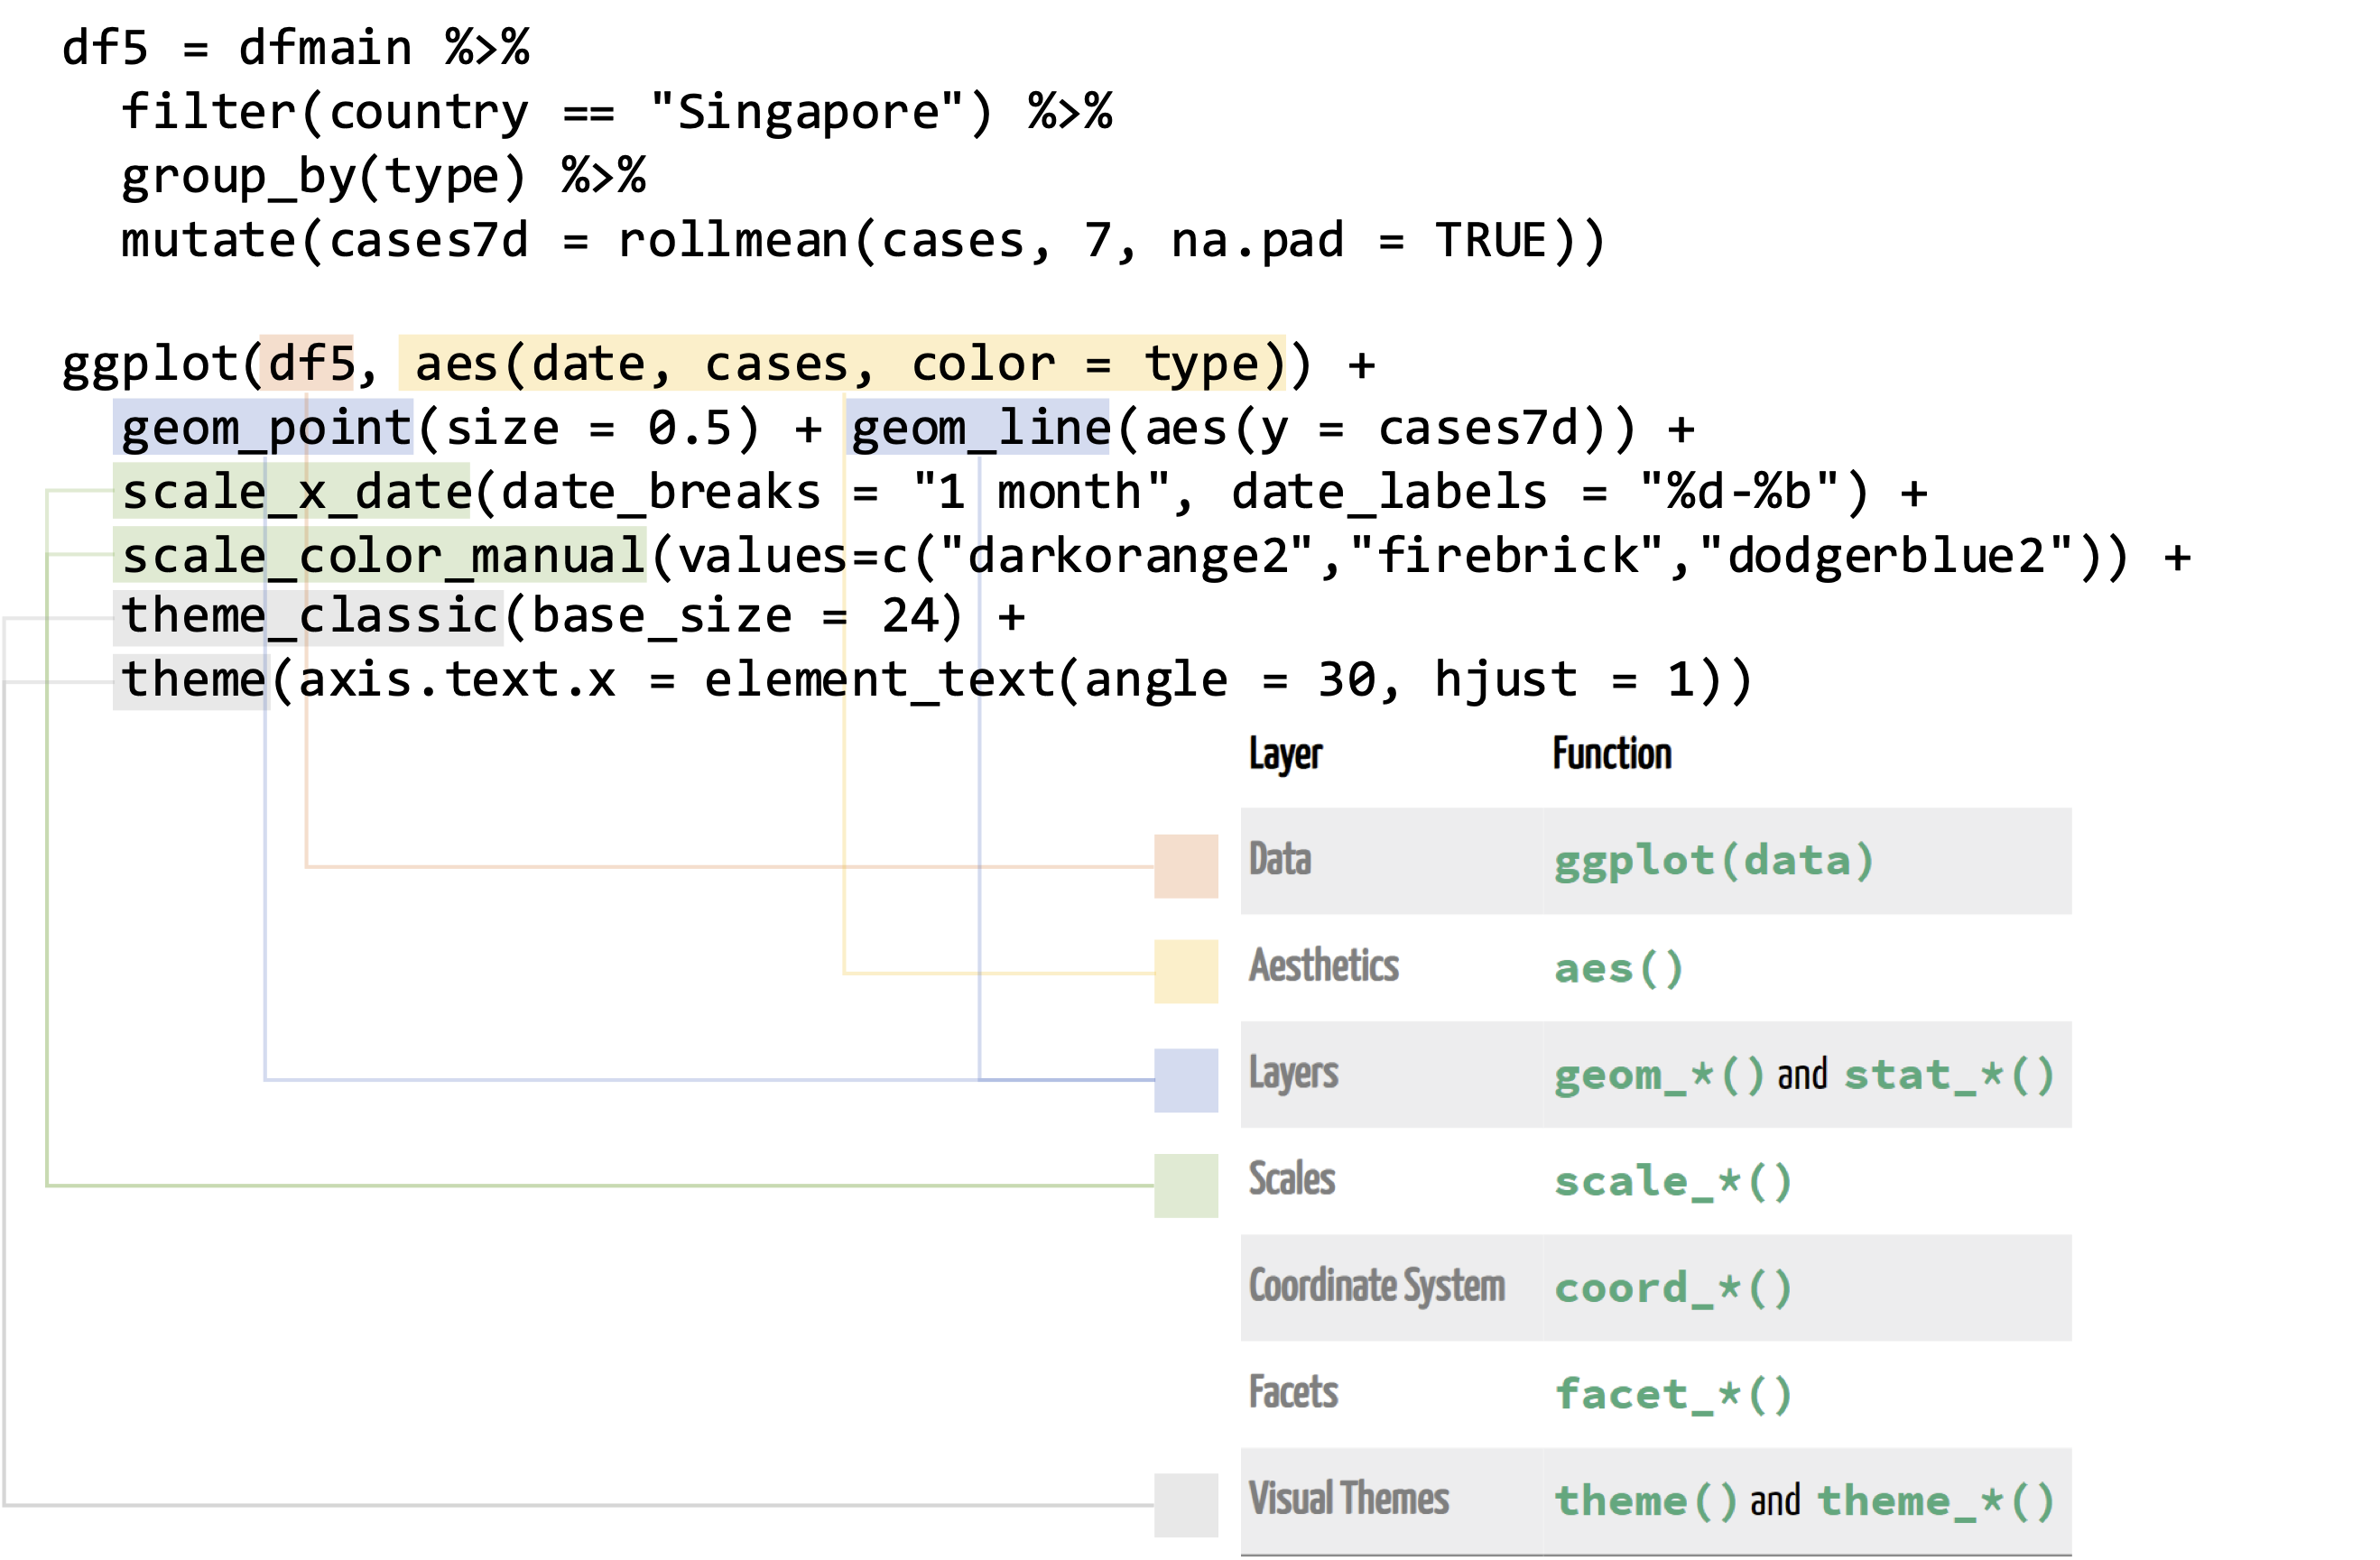 df5 = dfmain %>%
filter(country == "Singapore") %>%
group_by(type) %>%
mutate(cases7d = rollmean(cases, 7, na.pad = TRUE))
ggplot(df5, aes(date, cases, color = type)) +
geom_point(size = 0.5) + geom_line(aes(y = cases7d)) +
scale_x_date(date_breaks = "1 month", date_labels = "%d-%b") +
scale_color_manual(values=c("darkorange2","firebrick","dodgerblue2")) +
theme_classic(base_size = 24) +
theme(axis.text.x = element_text(angle = 30, hjust = 1))
Layer Function
Data ggplot(data)
Aesthetics aes()
Layers geom_*() and stat_*()
Scales scale_*()
Coordinate System coord_*()
Facets facet_*()
Visual Themes theme() and theme_*()